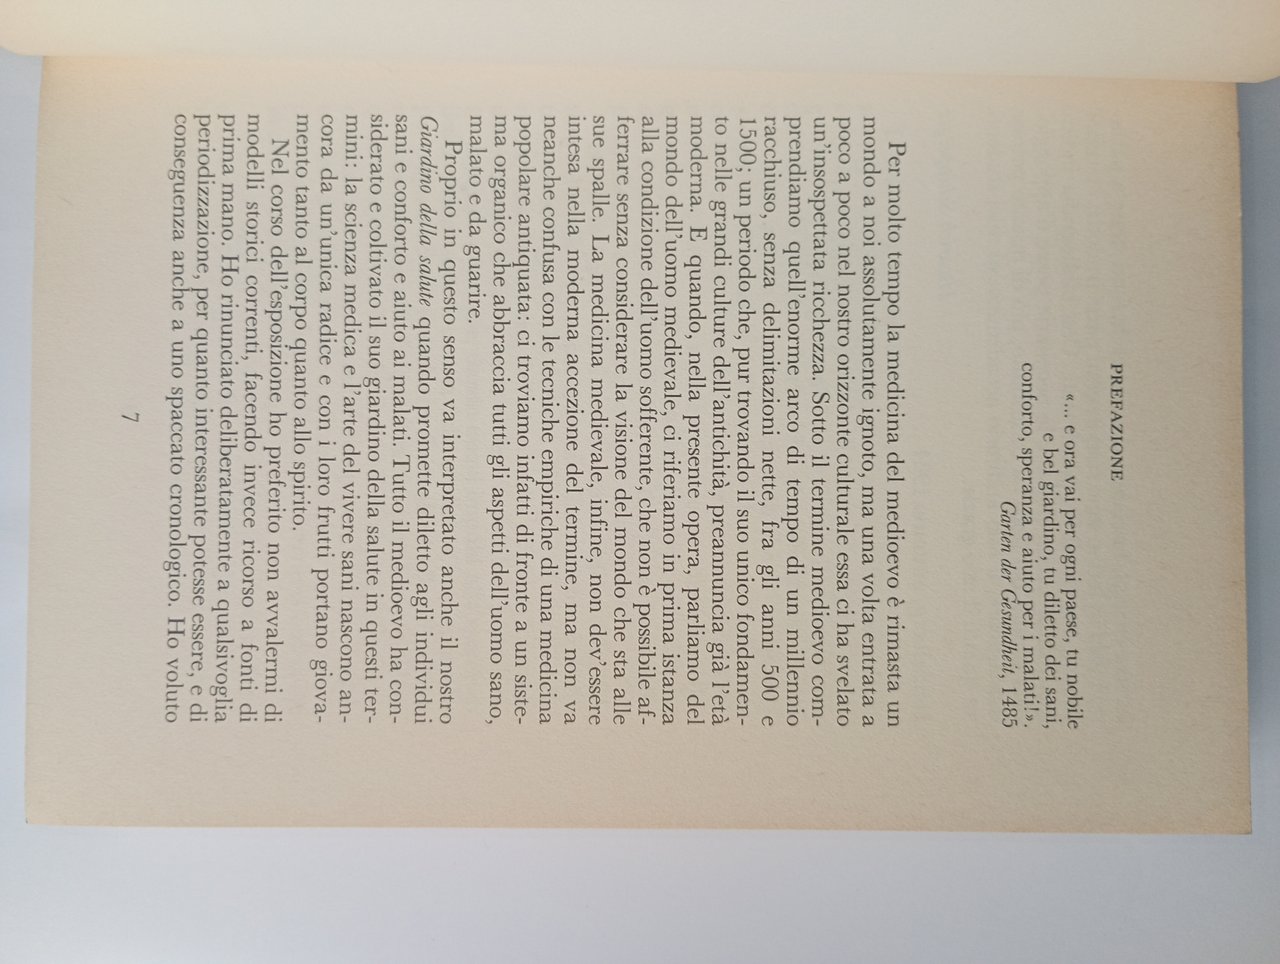 PREFAZIONE
«... e ora vai per ogni paese, tu nobile
e bel giardino, tu diletto dei sani,
conforto, speranza e aiuto per i malati!».
Garten der Gesundheit, 1485
Per molto tempo la medicina del medioevo è rimasta un
mondo a noi assolutamente ignoto, ma una volta entrata a
poco a poco nel nostro orizzonte culturale essa ci ha svelato
un'insospettata ricchezza. Sotto il termine medioevo com-
prendiamo quell'enorme arco di tempo di un millennio
racchiuso, senza delimitazioni nette, fra gli anni 500 e
1500; un periodo che, pur trovando il suo unico fondamen-
to nelle grandi culture dell'antichità, preannuncia già l'età
moderna. E quando, nella presente opera, parliamo del
mondo dell'uomo medievale, ci riferiamo in prima istanza
alla condizione dell'uomo sofferente, che non è possibile af-
ferrare senza considerare la visione del mondo che sta alle
sue spalle. La medicina medievale, infine, non dev'essere
intesa nella moderna accezione del termine, ma non va
neanche confusa con le tecniche empiriche di una medicina
popolare antiquata: ci troviamo infatti di fronte a un siste-
ma organico che abbraccia tutti gli aspetti dell'uomo sano,
malato e da guarire.
Proprio in questo senso va interpretato anche il nostro
Giardino della salute quando promette diletto agli individui
sani e conforto e aiuto ai malati. Tutto il medioevo ha con-
siderato e coltivato il suo giardino della salute in questi ter-
mini: la scienza medica e l'arte del vivere sani nascono an-
cora da un'unica radice e con i loro frutti portano giova-
mento tanto al corpo quanto allo spirito.
Nel corso dell'esposizione ho preferito non avvalermi di
modelli storici correnti, facendo invece ricorso a fonti di
prima mano. Ho rinunciato deliberatamente a qualsivoglia
periodizzazione, per quanto interessante potesse essere, e di
conseguenza anche a uno spaccato cronologico. Ho voluto
7